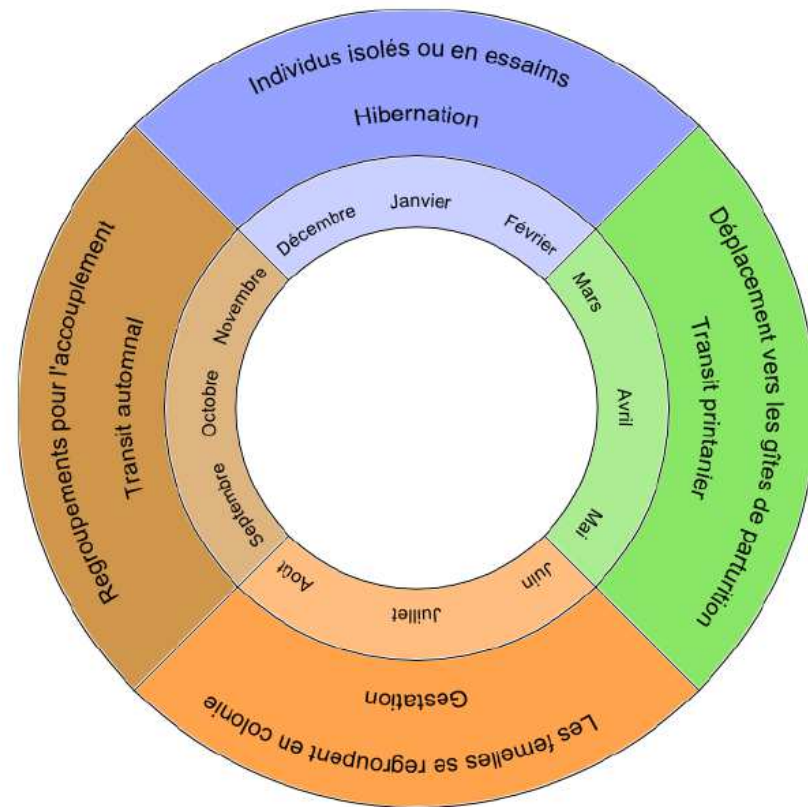 Individus isolés ou en essaims
Hibernation
Décembre
Janvier
Février
Déplacement vers les gîtes de parturition
Transit printanier
Mars
Avril
Mai
Juin
Juillet
Août
Gestation
Les femelles se regroupent en colonie
Regroupements pour l'accouplement
Transit automnal
Septembre
Octobre
Novembre